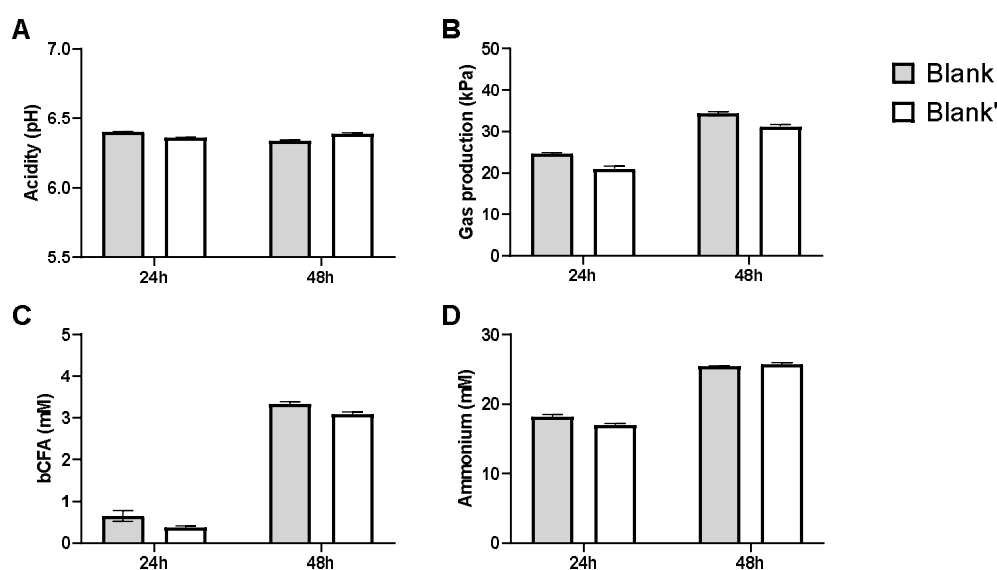 A
Acidity (pH)
7.0
6.5
6.0
5.5
24h
48h
B
Gas production (kPa)
50
40
30
20
10
0
24h
48h
Blank
Blank'
C
bCFA (mM)
5
4
3
2
1
0
24h
48h
D
Ammonium (mM)
30
20
10
0
24h
48h